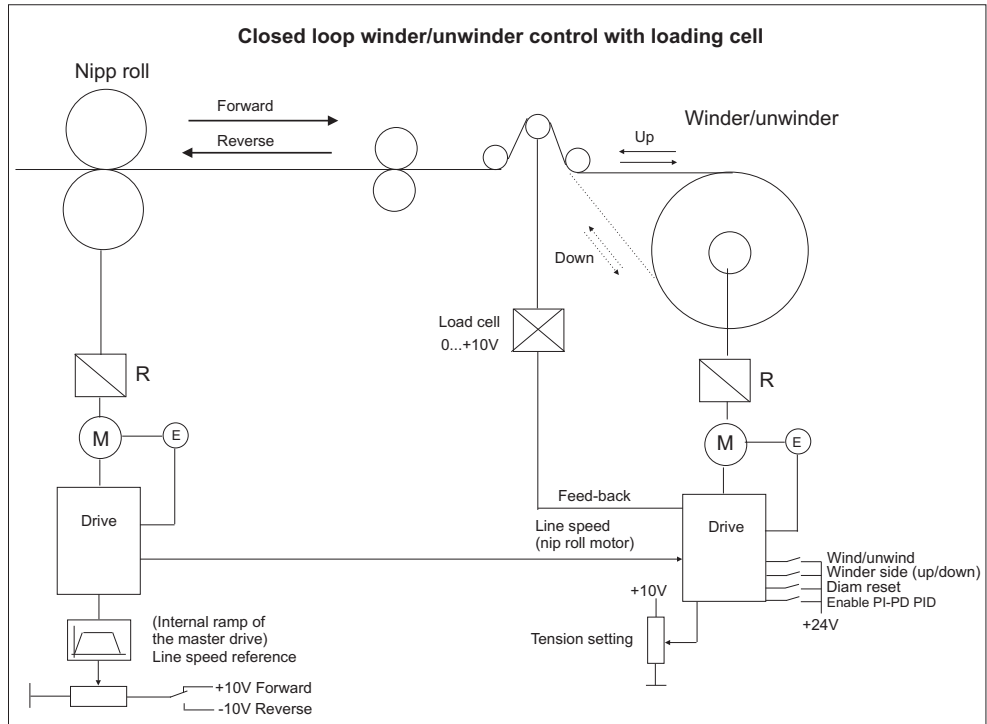 Closed loop winder/unwinder control with loading cell
Nipp roll
Forward
Reverse
Winder/unwinder
Up
Down
Load cell
0...+10V
R
R
M
E
M
E
Feed-back
Drive
Line speed
(nip roll motor)
Drive
Wind/unwind
Winder side (up/down)
Diam reset
Enable PI-PD PID
+24V
+10V
Tension setting
(Internal ramp of
the master drive)
Line speed reference
+10V Forward
-10V Reverse